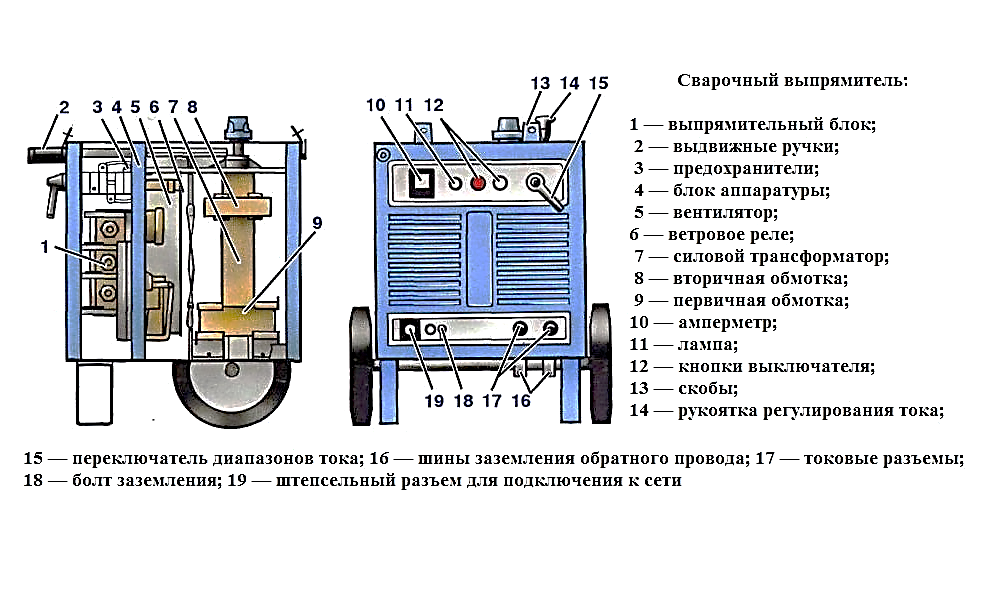 2 3 4 5 6 7 8
1
9
10 11 12
13 14 15
19 18 17 16
Сварочный выпрямитель:
1 — выпрямительный блок;
2 — выдвижные ручки;
3 — предохранители;
4 — блок аппаратуры;
5 — вентилятор;
6 — ветровое реле;
7 — силовой трансформатор;
8 — вторичная обмотка;
9 — первичная обмотка;
10 — амперметр;
11 — лампа;
12 — кнопки выключателя;
13 — скобы;
14 — рукоятка регулирования тока;
15 — переключатель диапазонов тока; 16 — шины заземления обратного провода; 17 — токовые разъемы;
18 — болт заземления; 19 — штепсельный разъем для подключения к сети